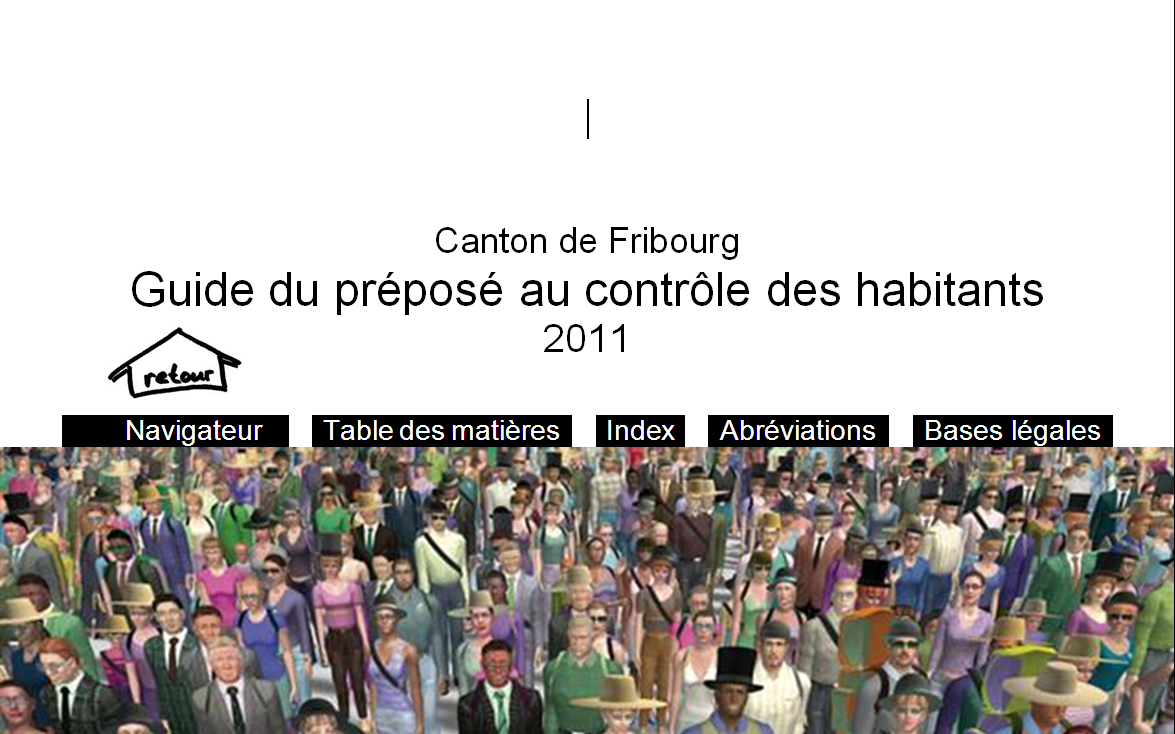 Canton de Fribourg
Guide du préposé au contrôle des habitants
2011
retour
Navigateur
Table des matières
Index
Abréviations
Bases légales